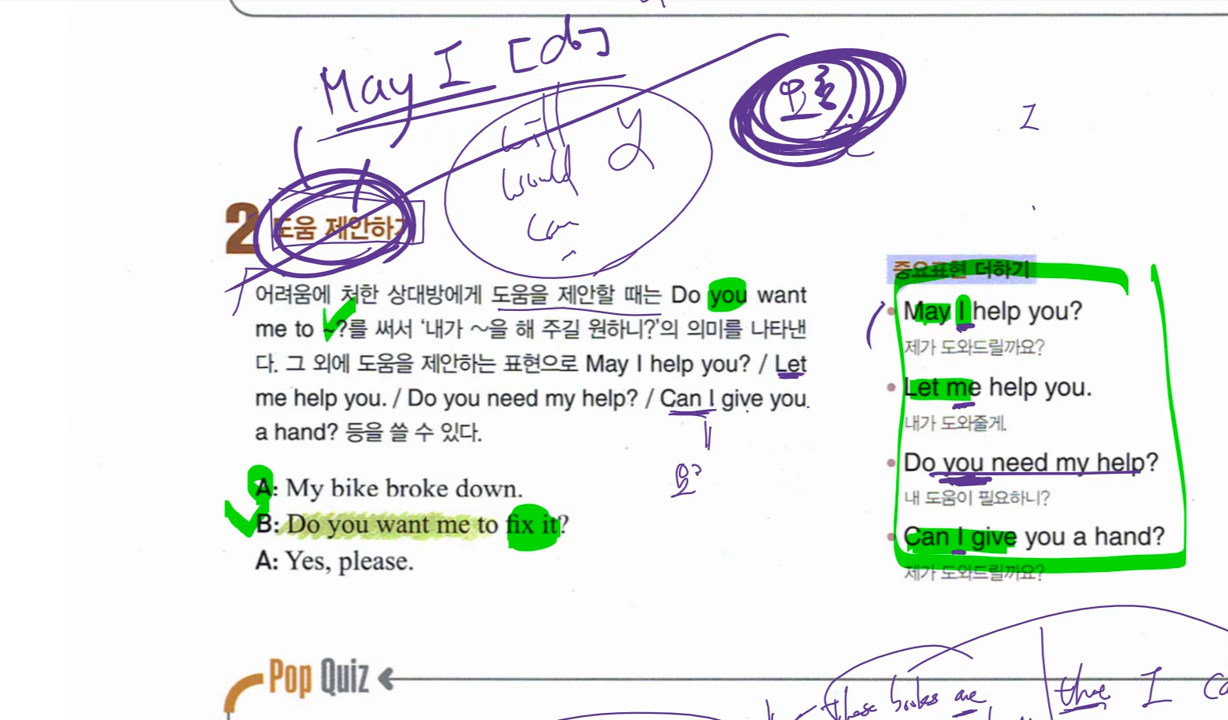 May I [do]
will
would
can
y
요청
I
2 도움 제안하기
어려움에 처한 상대방에게 도움을 제안할 때는 Do you want
me to ~?를 써서 ‘내가 ~을 해 주길 원하니?’의 의미를 나타낸
다. 그 외에 도움을 제안하는 표현으로 May I help you? / Let
me help you. / Do you need my help? / Can I give you
a hand? 등을 쓸 수 있다.
A: My bike broke down.
B: Do you want me to fix it?
A: Yes, please.
중요표현 더하기
May I help you?
제가 도와드릴까요?
Let me help you.
내가 도와줄게.
Do you need my help?
내 도움이 필요하니?
Can I give you a hand?
제가 도와드릴까요?
Pop Quiz
these books are
I